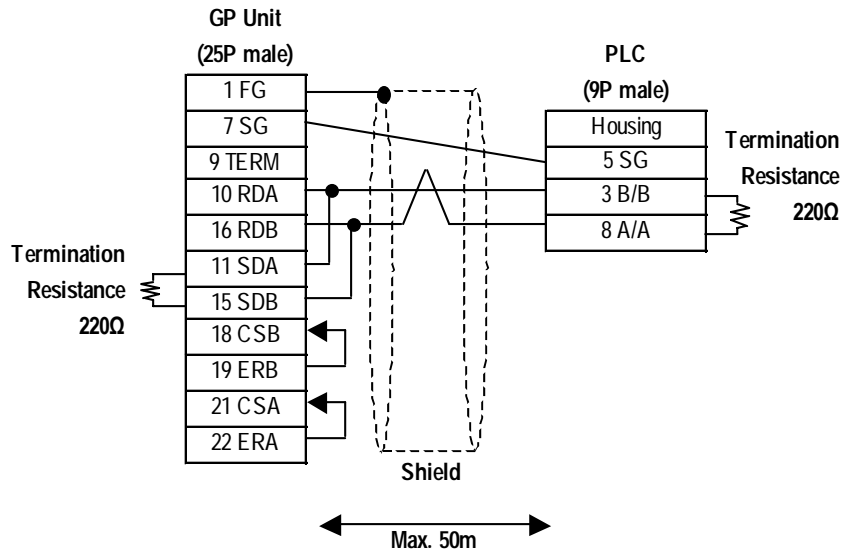 GP Unit
(25P male)
1 FG
7 SG
9 TERM
10 RDA
16 RDB
11 SDA
15 SDB
18 CSB
19 ERB
21 CSA
22 ERA
Termination
Resistance
220Ω
Shield
Max. 50m
PLC
(9P male)
Housing
5 SG
3 B/B
8 A/A
Termination
Resistance
220Ω